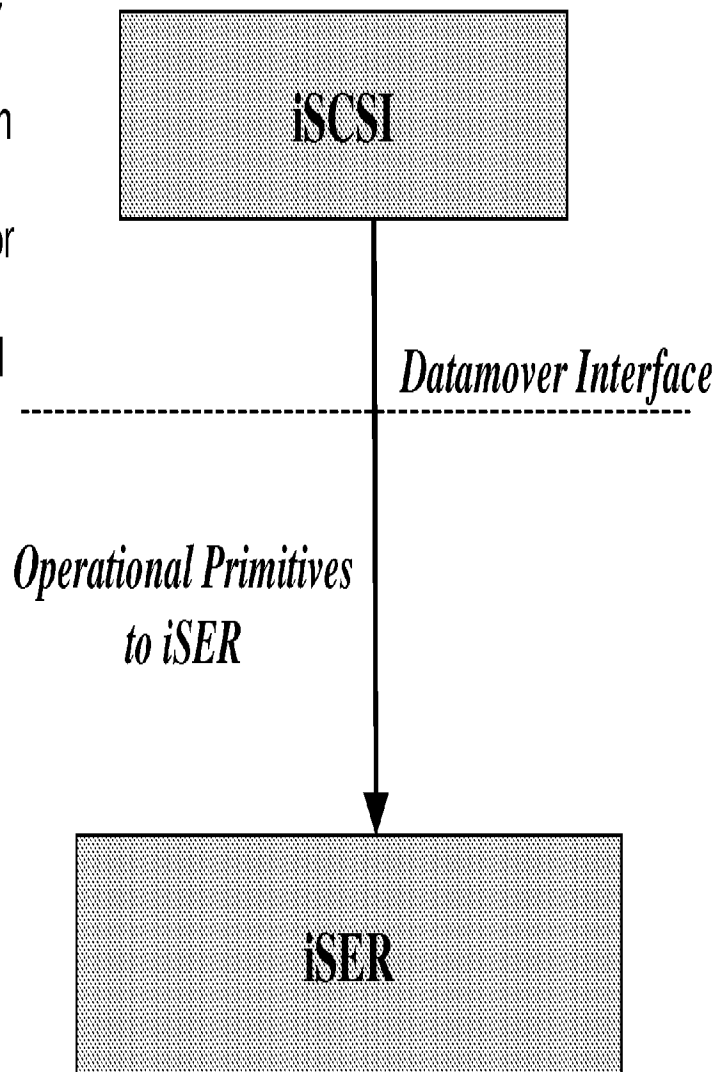 iSCSI
Datamover Interface
Operational Primitives
to iSER
iSER